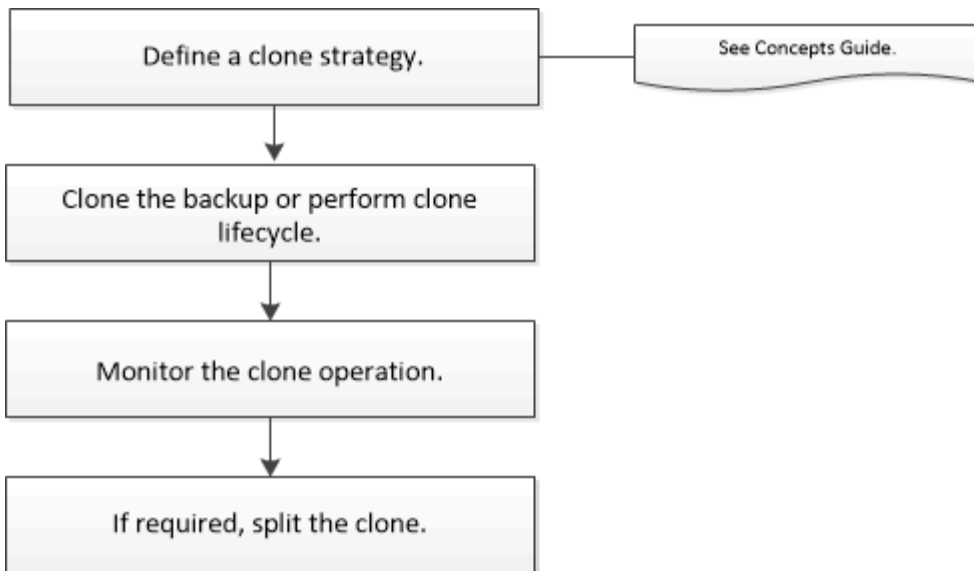 Define a clone strategy.
See Concepts Guide.
Clone the backup or perform clone
lifecycle.
Monitor the clone operation.
If required, split the clone.